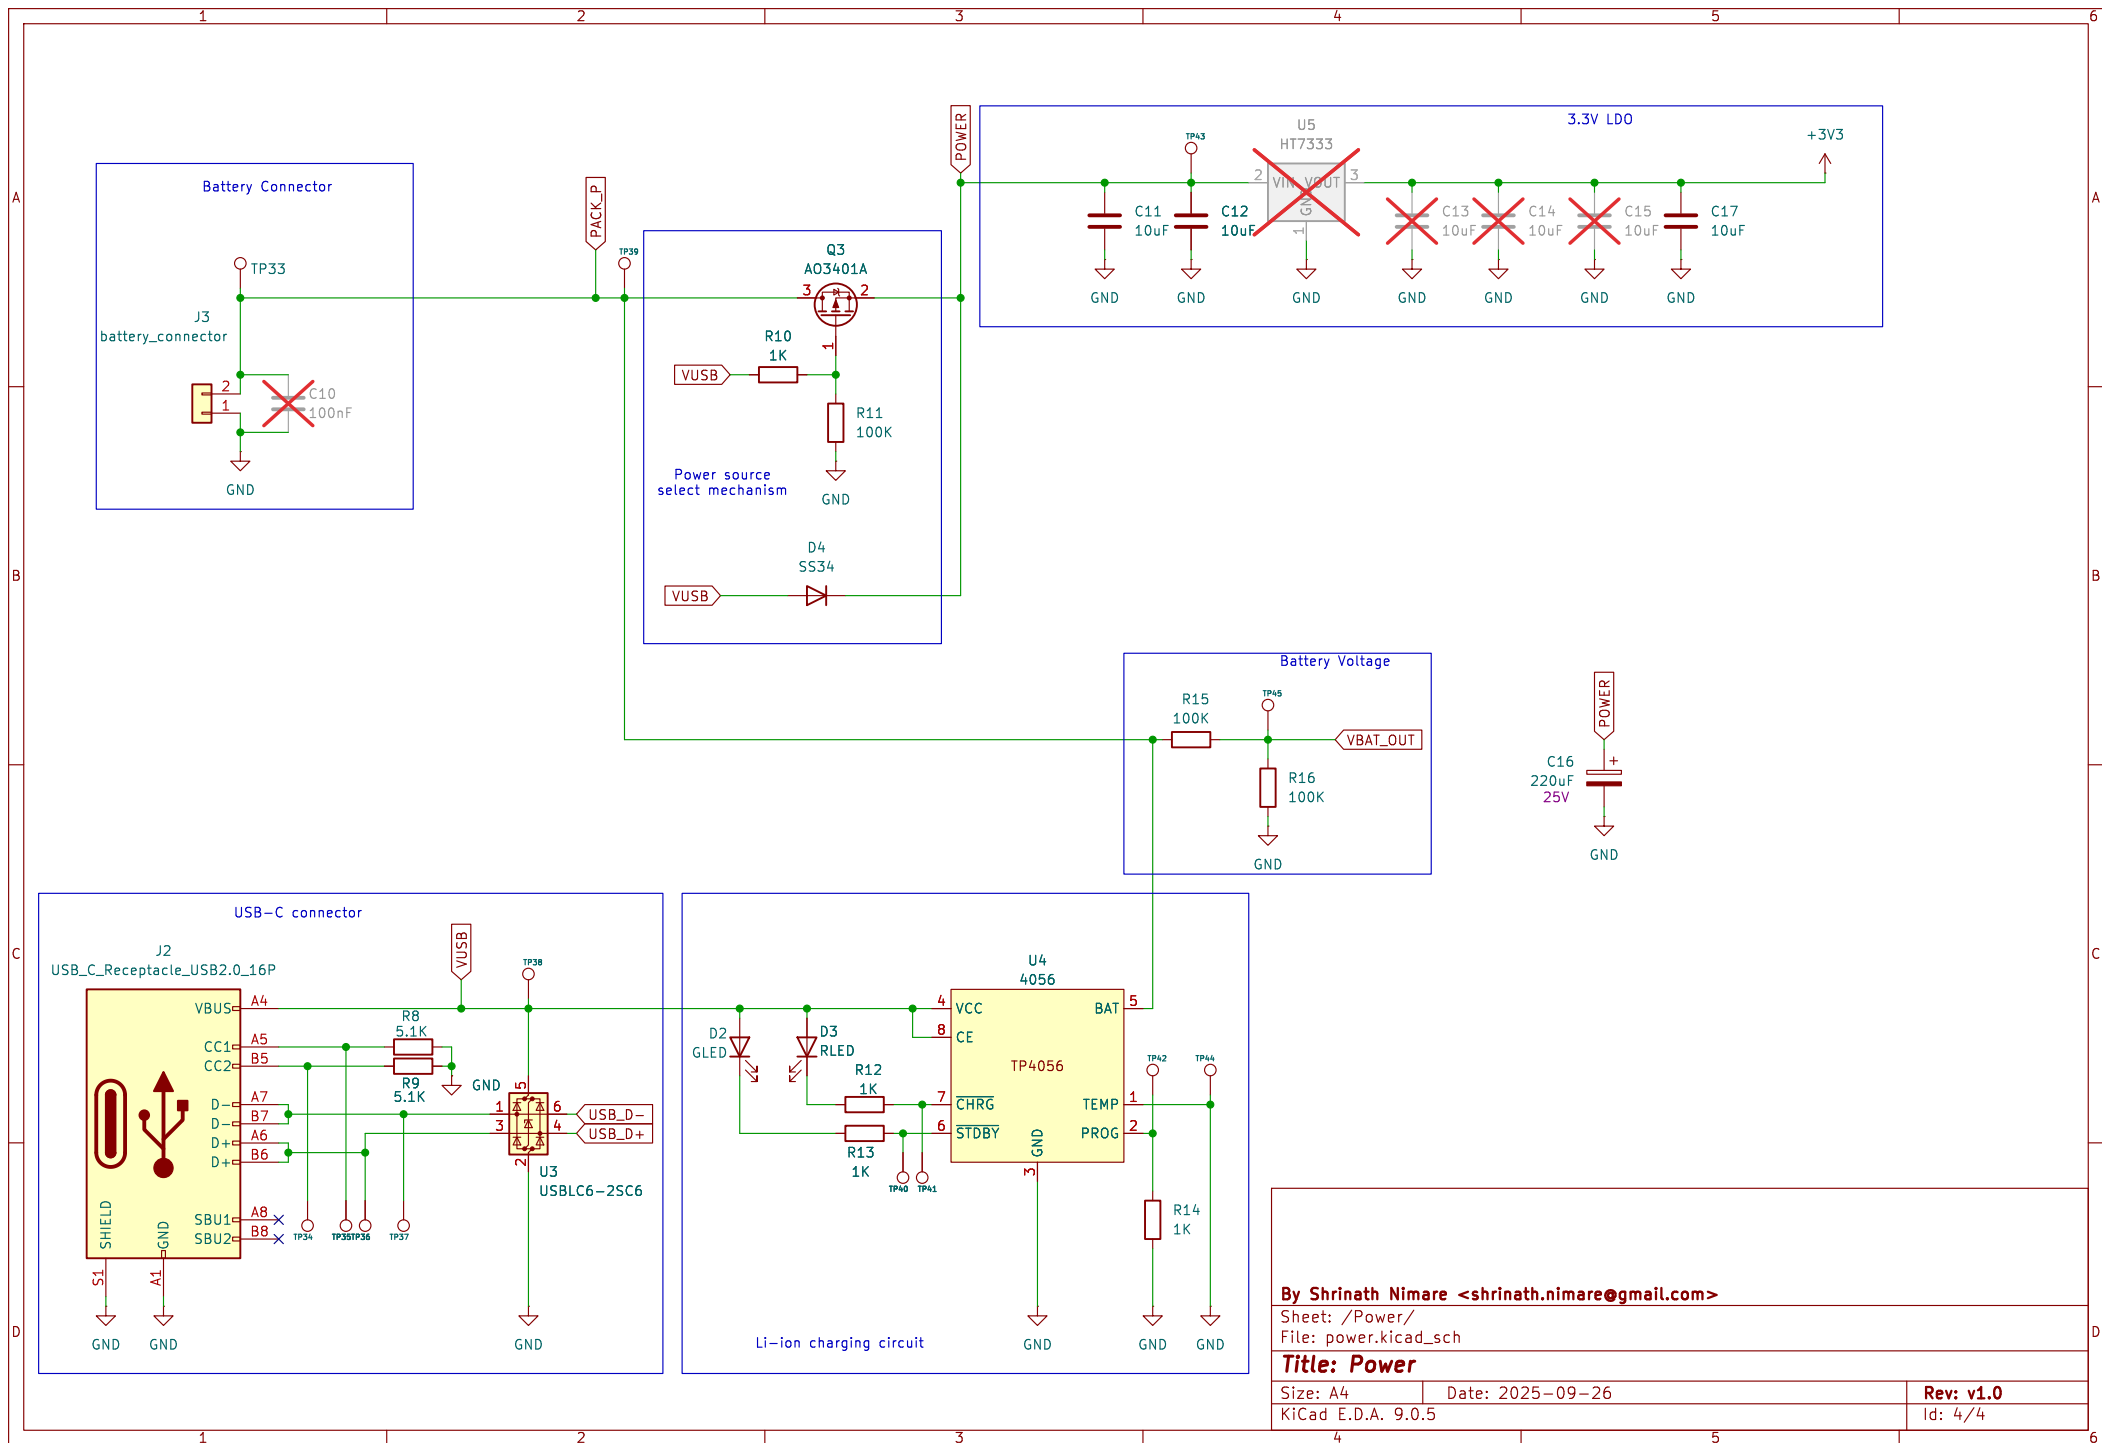 1 2 3 4 5 6
A
B
C
D
A
B
C
D
Battery Connector
TP33
J3
battery_connector
2
1
C10
100nF
GND
PACK_P
TP39
Q3
AO3401A
3
2
1
R10
1K
VUSB
R11
100K
GND
Power source
select mechanism
D4
SS34
VUSB
POWER
3.3V LDO
TP43
U5
HT7333
2
VIN
VOUT
3
GND
1
+3V3
C11
10uF
C12
10uF
C13
10uF
C14
10uF
C15
10uF
C17
10uF
GND
GND
GND
GND
GND
GND
GND
Battery Voltage
R15
100K
TP45
VBAT_OUT
R16
100K
GND
POWER
C16
220uF
25V
+
GND
USB-C connector
J2
USB_C_Receptacle_USB2.0_16P
VUSB
TP38
VBUS
A4
CC1
A5
CC2
B5
D-
A7
D-
B7
D+
A6
D+
B6
SBU1
A8
SBU2
B8
SHIELD
S1
GND
A1
R8
5.1K
R9
5.1K
GND
5
1
3
6
4
2
USB_D-
USB_D+
U3
USBLC6-2SC6
TP34
TP35
TP36
TP37
GND
GND
GND
Li-ion charging circuit
D2
GLED
D3
RLED
R12
1K
R13
1K
TP40
TP41
U4
4056
TP4056
4
VCC
8
CE
7
CHRG
6
STDBY
BAT
5
TEMP
1
PROG
2
GND
3
TP42
TP44
R14
1K
GND
GND
GND
By Shrinath Nimare <shrinath.nimare@gmail.com>
Sheet: /Power/
File: power.kicad_sch
Title: Power
Size: A4
Date: 2025-09-26
Rev: v1.0
KiCad E.D.A. 9.0.5
Id: 4/4
1 2 3 4 5 6